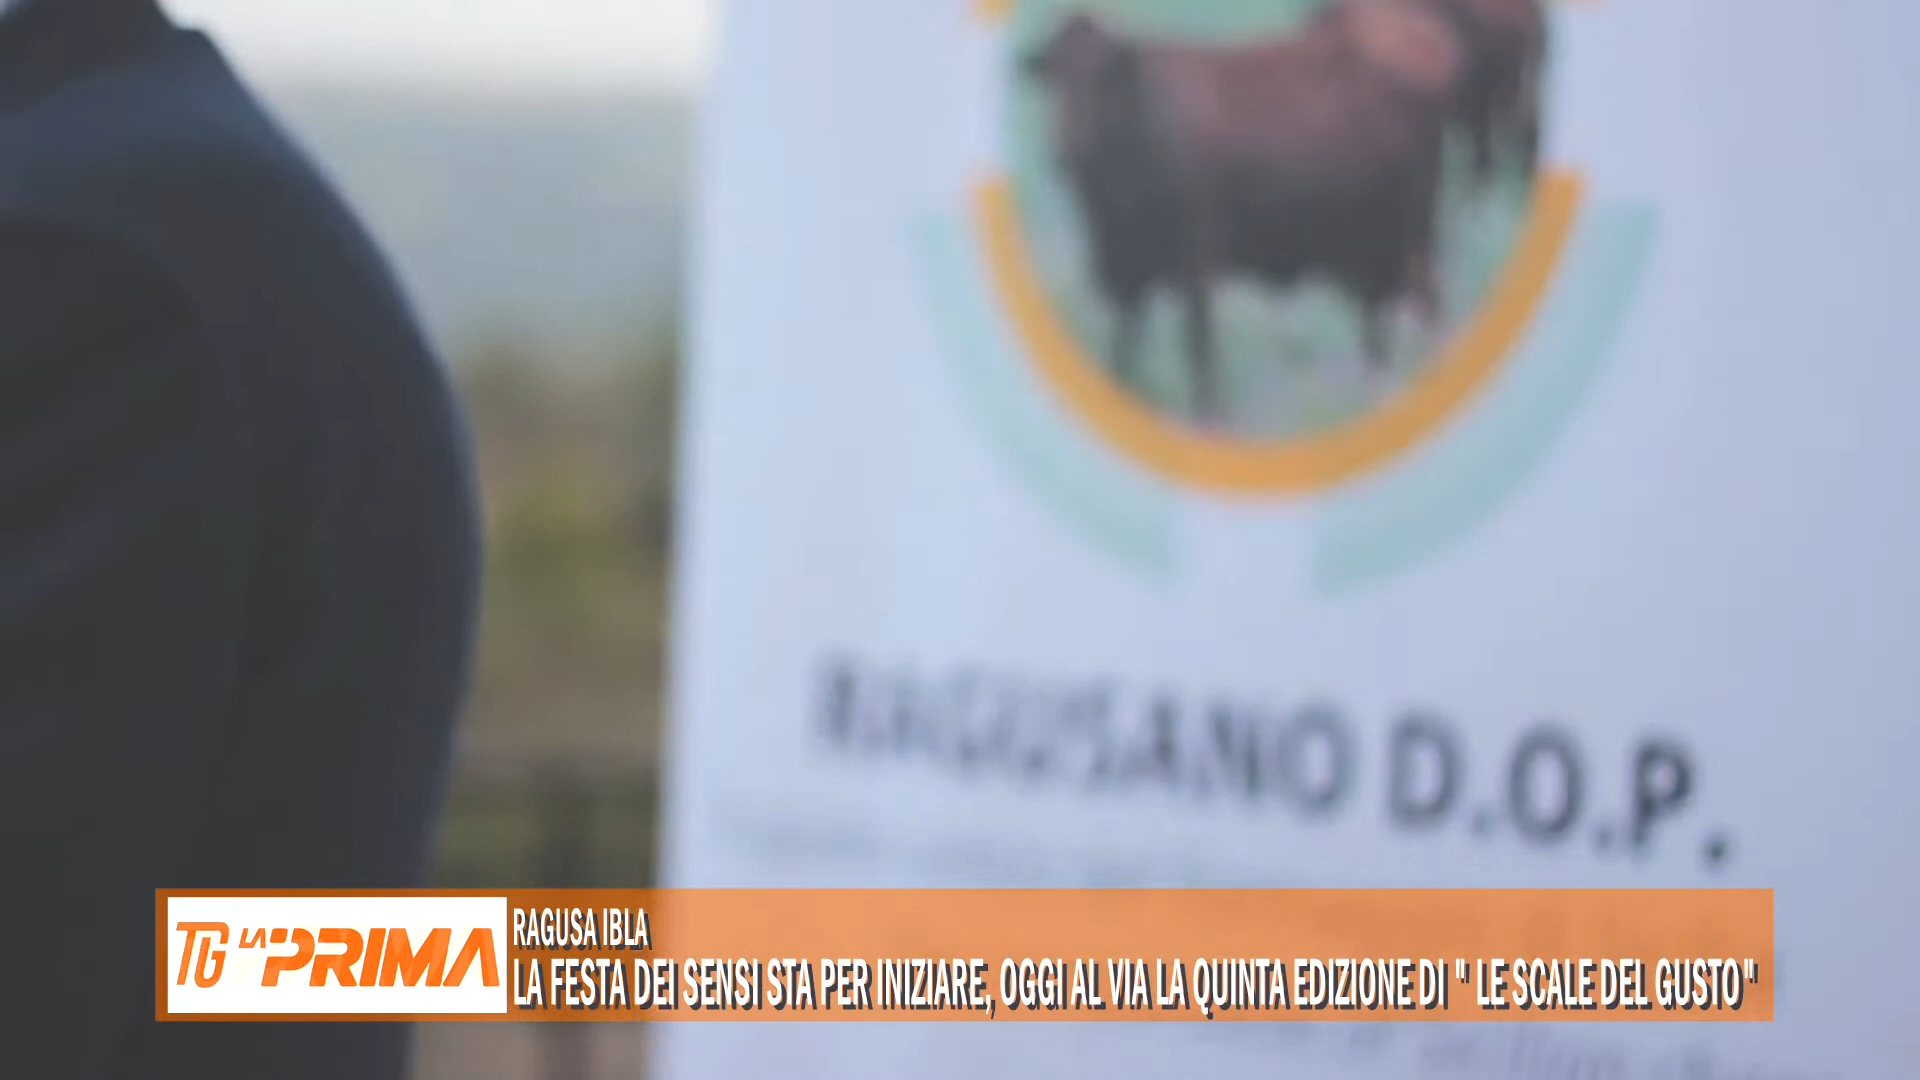 RAGUSANO D.O.P.
RAGUSA IBLA
TG LA PRIMA
LA FESTA DEI SENSI STA PER INIZIARE, OGGI AL VIA LA QUINTA EDIZIONE DI " LE SCALE DEL GUSTO"